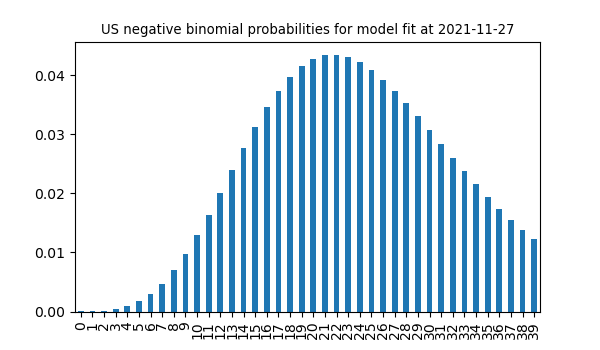 US negative binomial probabilities for model fit at 2021-11-27
0.04
0.03
0.02
0.01
0.00
0 1 2 3 4 5 6 7 8 9 10 11 12 13 14 15 16 17 18 19 20 21 22 23 24 25 26 27 28 29 30 31 32 33 34 35 36 37 38 39